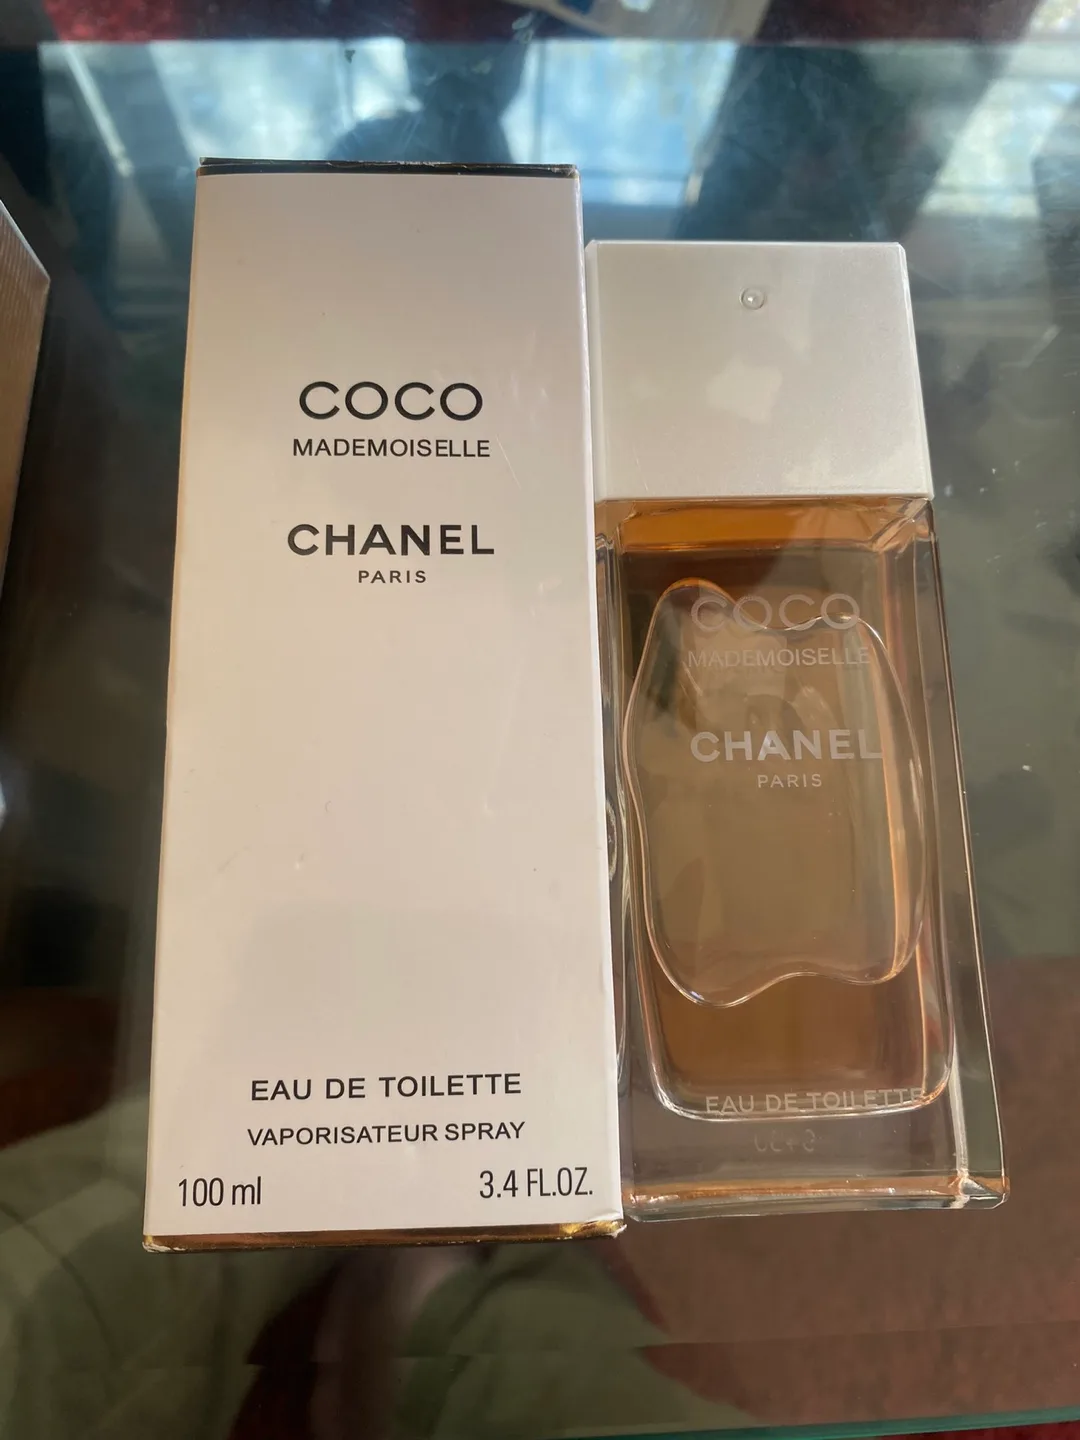 COCO
MADEMOISELLE
CHANEL
PARIS
EAU DE TOILETTE
VAPORISATEUR SPRAY
100 ml 3.4 FL.OZ.
COCO
MADEMOISELLE
CHANEL
PARIS
EAU DE TOILETTE